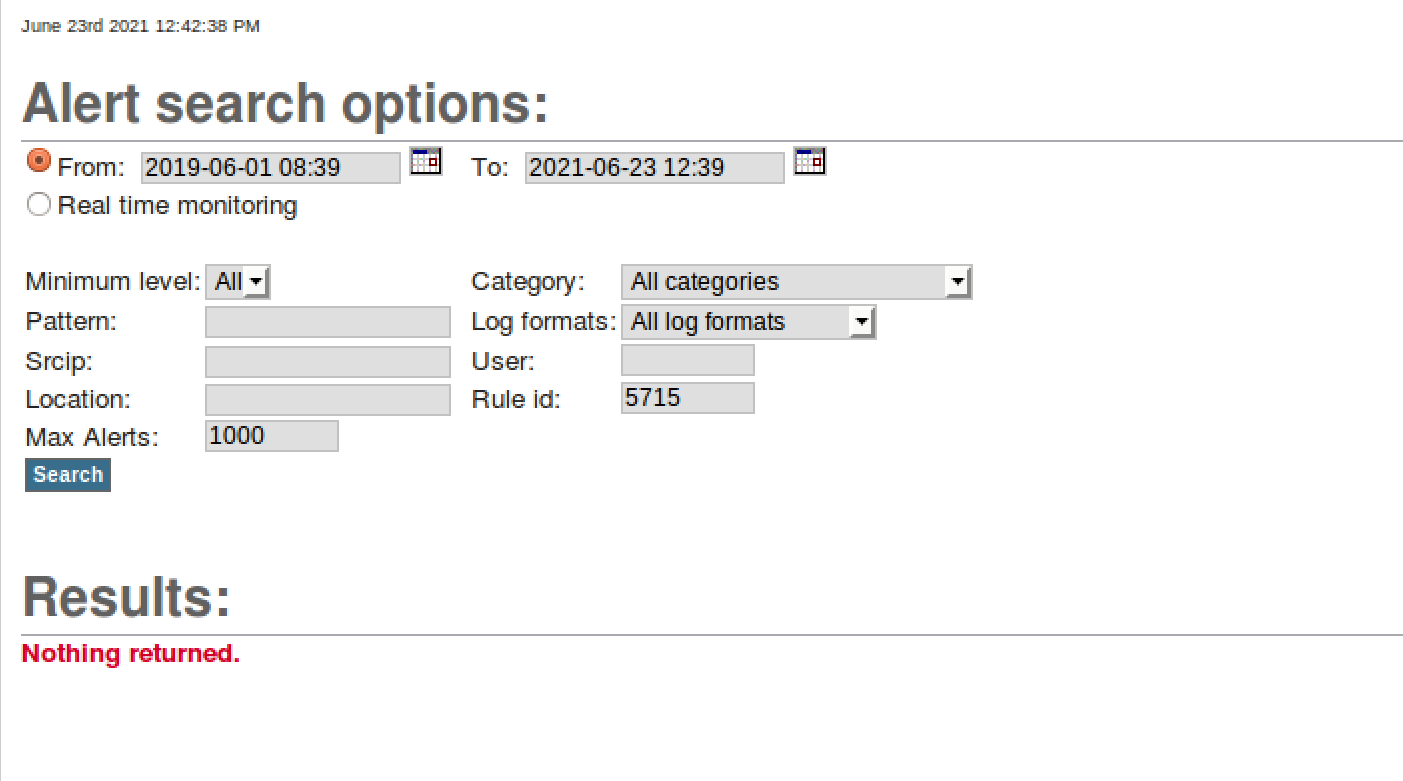 June 23rd 2021 12:42:38 PM
Alert search options:
From: 2019-06-01 08:39 To: 2021-06-23 12:39
Real time monitoring
Minimum level: All Category: All categories
Pattern: Log formats: All log formats
Srcip: User:
Location: Rule id: 5715
Max Alerts: 1000
Search
Results:
Nothing returned.